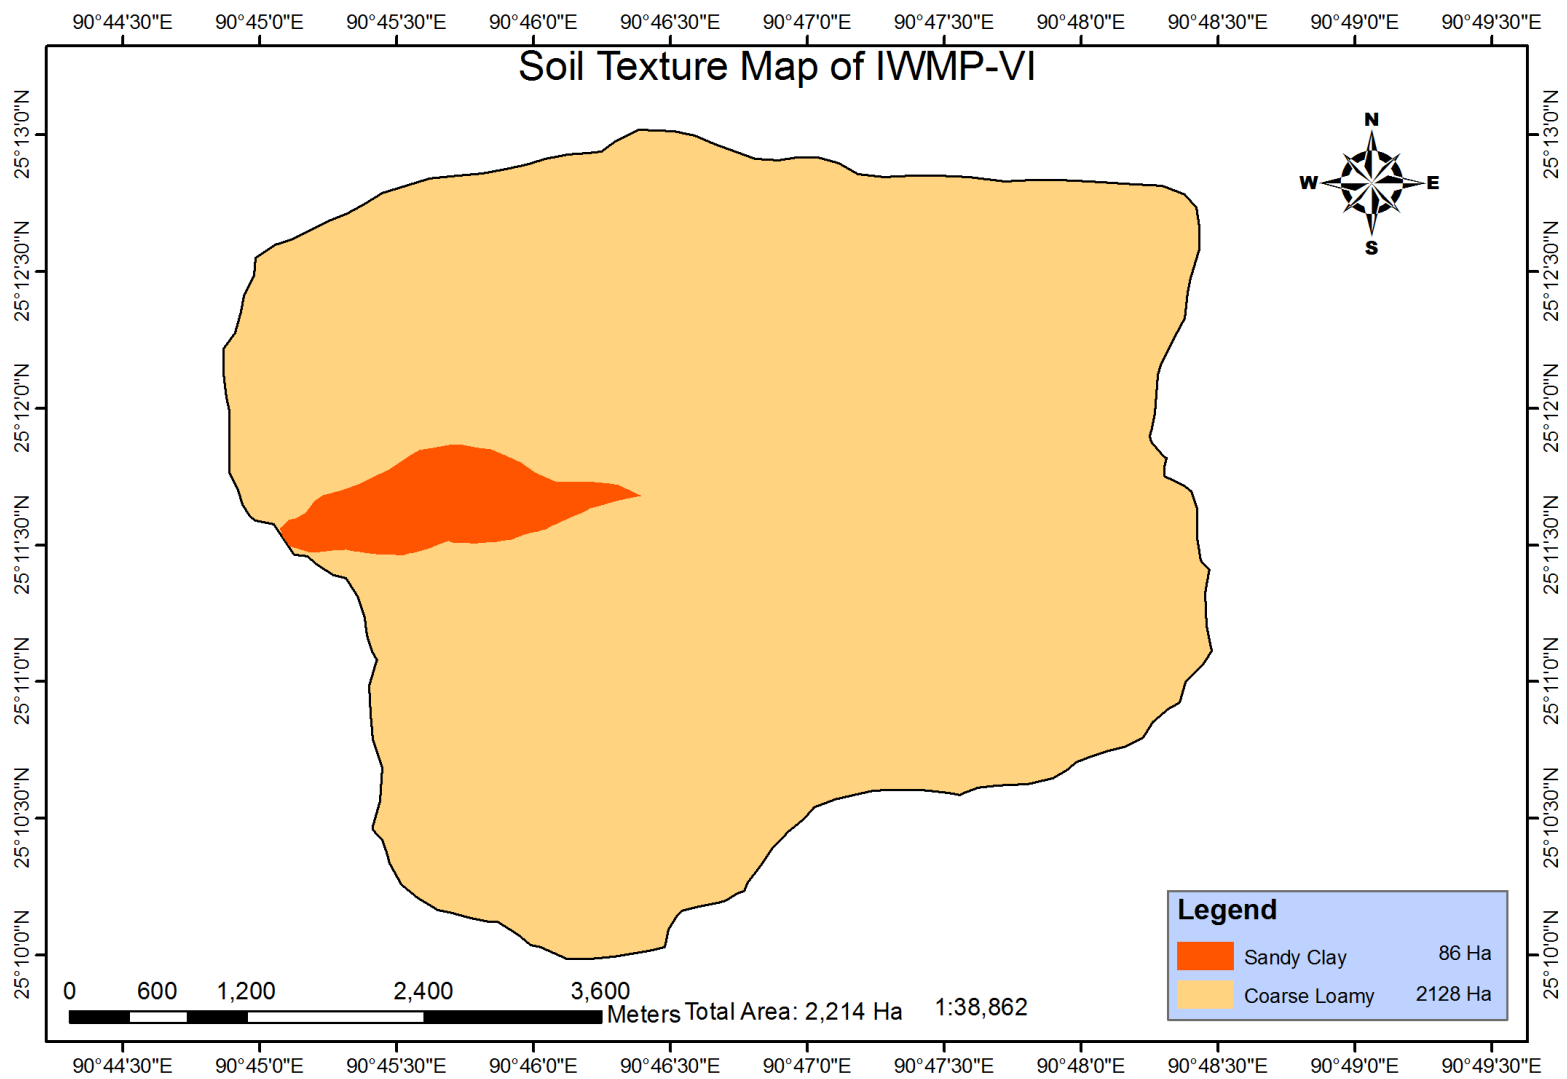 90°44'30"E 90°45'0"E 90°45'30"E 90°46'0"E 90°46'30"E 90°47'0"E 90°47'30"E 90°48'0"E 90°48'30"E 90°49'0"E 90°49'30"E
Soil Texture Map of IWMP-VI
25°13'0"N
25°12'30"N
25°12'0"N
25°11'30"N
25°11'0"N
25°10'30"N
25°10'0"N
N
W E
S
25°13'0"N
25°12'30"N
25°12'0"N
25°11'30"N
25°11'0"N
25°10'30"N
25°10'0"N
Legend
Sandy Clay 86 Ha
Coarse Loamy 2128 Ha
0 600 1,200 2,400 3,600
Meters Total Area: 2,214 Ha 1:38,862
90°44'30"E 90°45'0"E 90°45'30"E 90°46'0"E 90°46'30"E 90°47'0"E 90°47'30"E 90°48'0"E 90°48'30"E 90°49'0"E 90°49'30"E